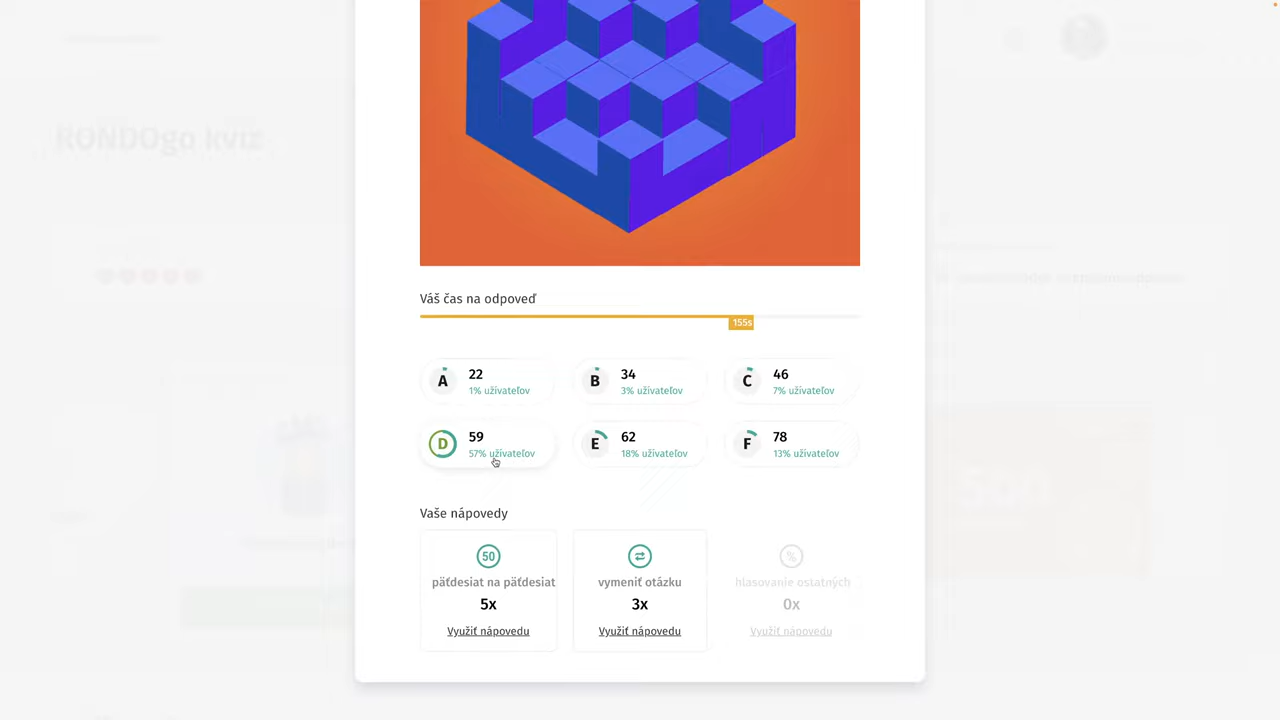 RONDOgo kvíz
Váš čas na odpoveď
155s
A 22 1% užívateľov
B 34 3% užívateľov
C 46 7% užívateľov
D 59 57% užívateľov
E 62 18% užívateľov
F 78 13% užívateľov
Vaše nápovedy
50
päťdesiat na päťdesiat
5x
Využiť nápovedu
vymeniť otázku
3x
Využiť nápovedu
%
hlasovanie ostatných
0x
Využiť nápovedu